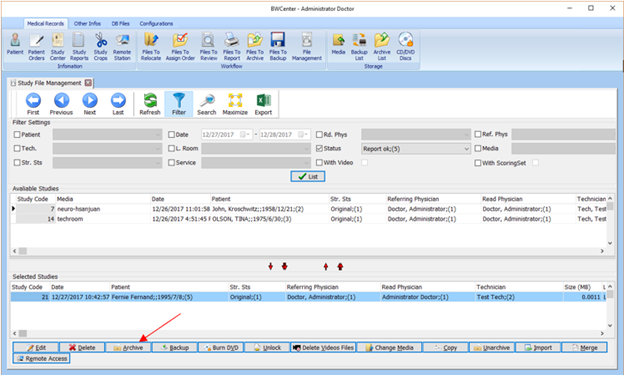 BWCenter - Administrator Doctor
Medical Records Other Infos DB Files Configurations
Patient Patient Orders Study Center Study Reports Study Crops Remote Station Files To Relocate Files To Assign Order Files To Review Files To Report Files To Archive Files To Backup File Management Media Backup List Archive List CD/DVD Discs
Infomation Workflow Storage
Study File Management
First Previous Next Last Refresh Filter Search Maximize Export
Filter Settings
Patient Date 12/27/2017 - 12/28/2017 Rd. Phys Ref. Phys
Tech. L. Room Status Report ok;(5) Media
Str. Sts Service With Video With ScoringSet
List
Available Studies
Study Code Media Date Patient Str. Sts Referring Physician Read Physician Technician
7 neuro-hsanjuan 12/26/2017 11:01:58 John, Kroschwitz;;1958/12/21;(2) Original;(1) Doctor, Administrator;(1) Doctor, Administrator;(1) Tech, Test
14 techroom 12/26/2017 4:51:45 P OLSON, TINA;;1975/6/30;(3) Original;(1) Doctor, Administrator;(1) Doctor, Administrator;(1) Tech, Test
Selected Studies
Study Code Date Patient Str. Sts Referring Physician Read Physician Technician Size (MB) L
21 12/27/2017 10:42:57 Fernie Fernand;;1995/7/8;(5) Original;(1) Doctor, Administrator;(1) Administrator Doctor;(1) Test Tech;(2) 0.0011
Edit Delete Archive Backup Burn DVD Unlock Delete Videos Files Change Media Copy Unarchive Import Merge
Remote Access